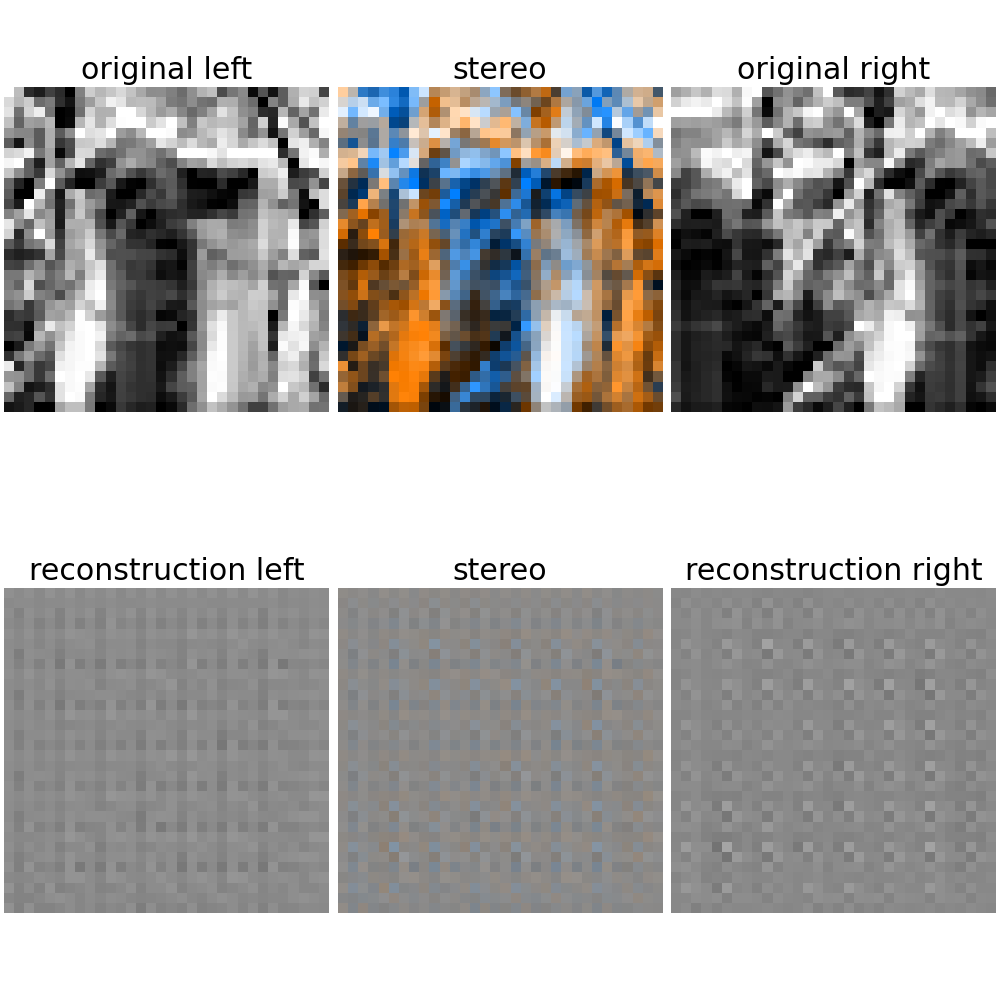 original left
stereo
original right
reconstruction left
stereo
reconstruction right